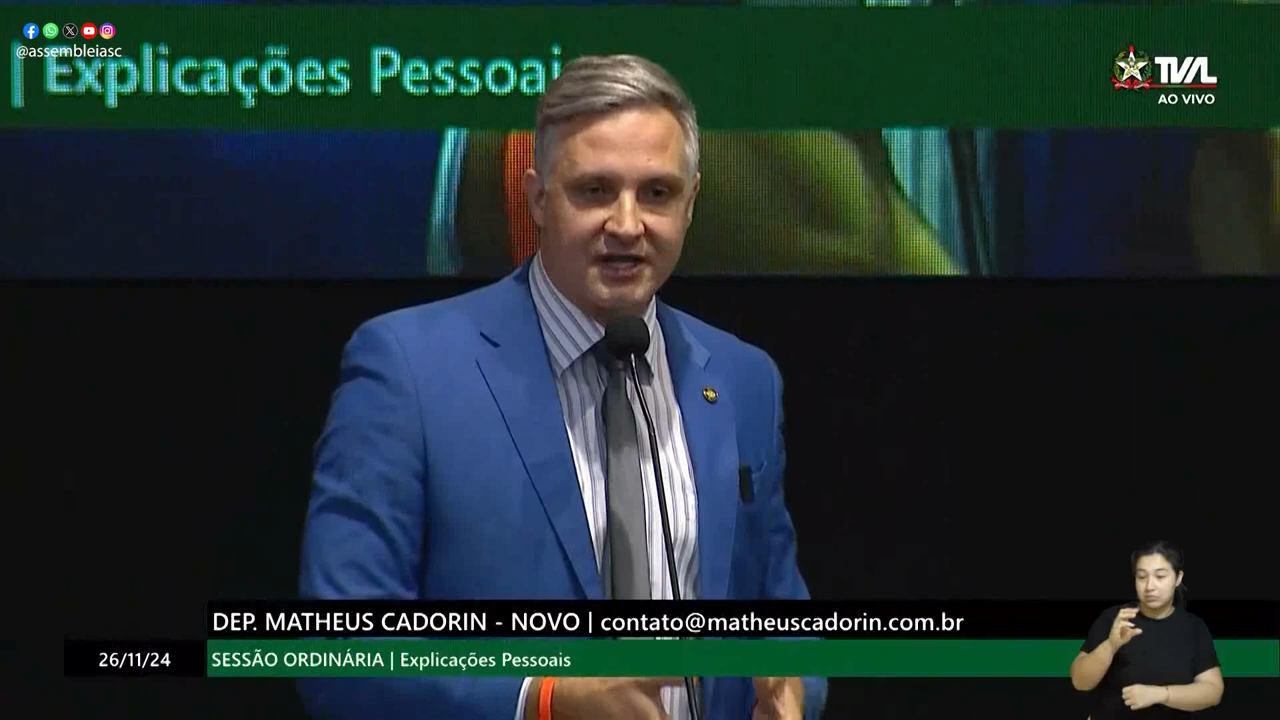 @assembleiasc
| Explicações Pessoai
TVAL
AO VIVO
DEP. MATHEUS CADORIN - NOVO | contato@matheuscadorin.com.br
26/11/24
SESSÃO ORDINÁRIA | Explicações Pessoais